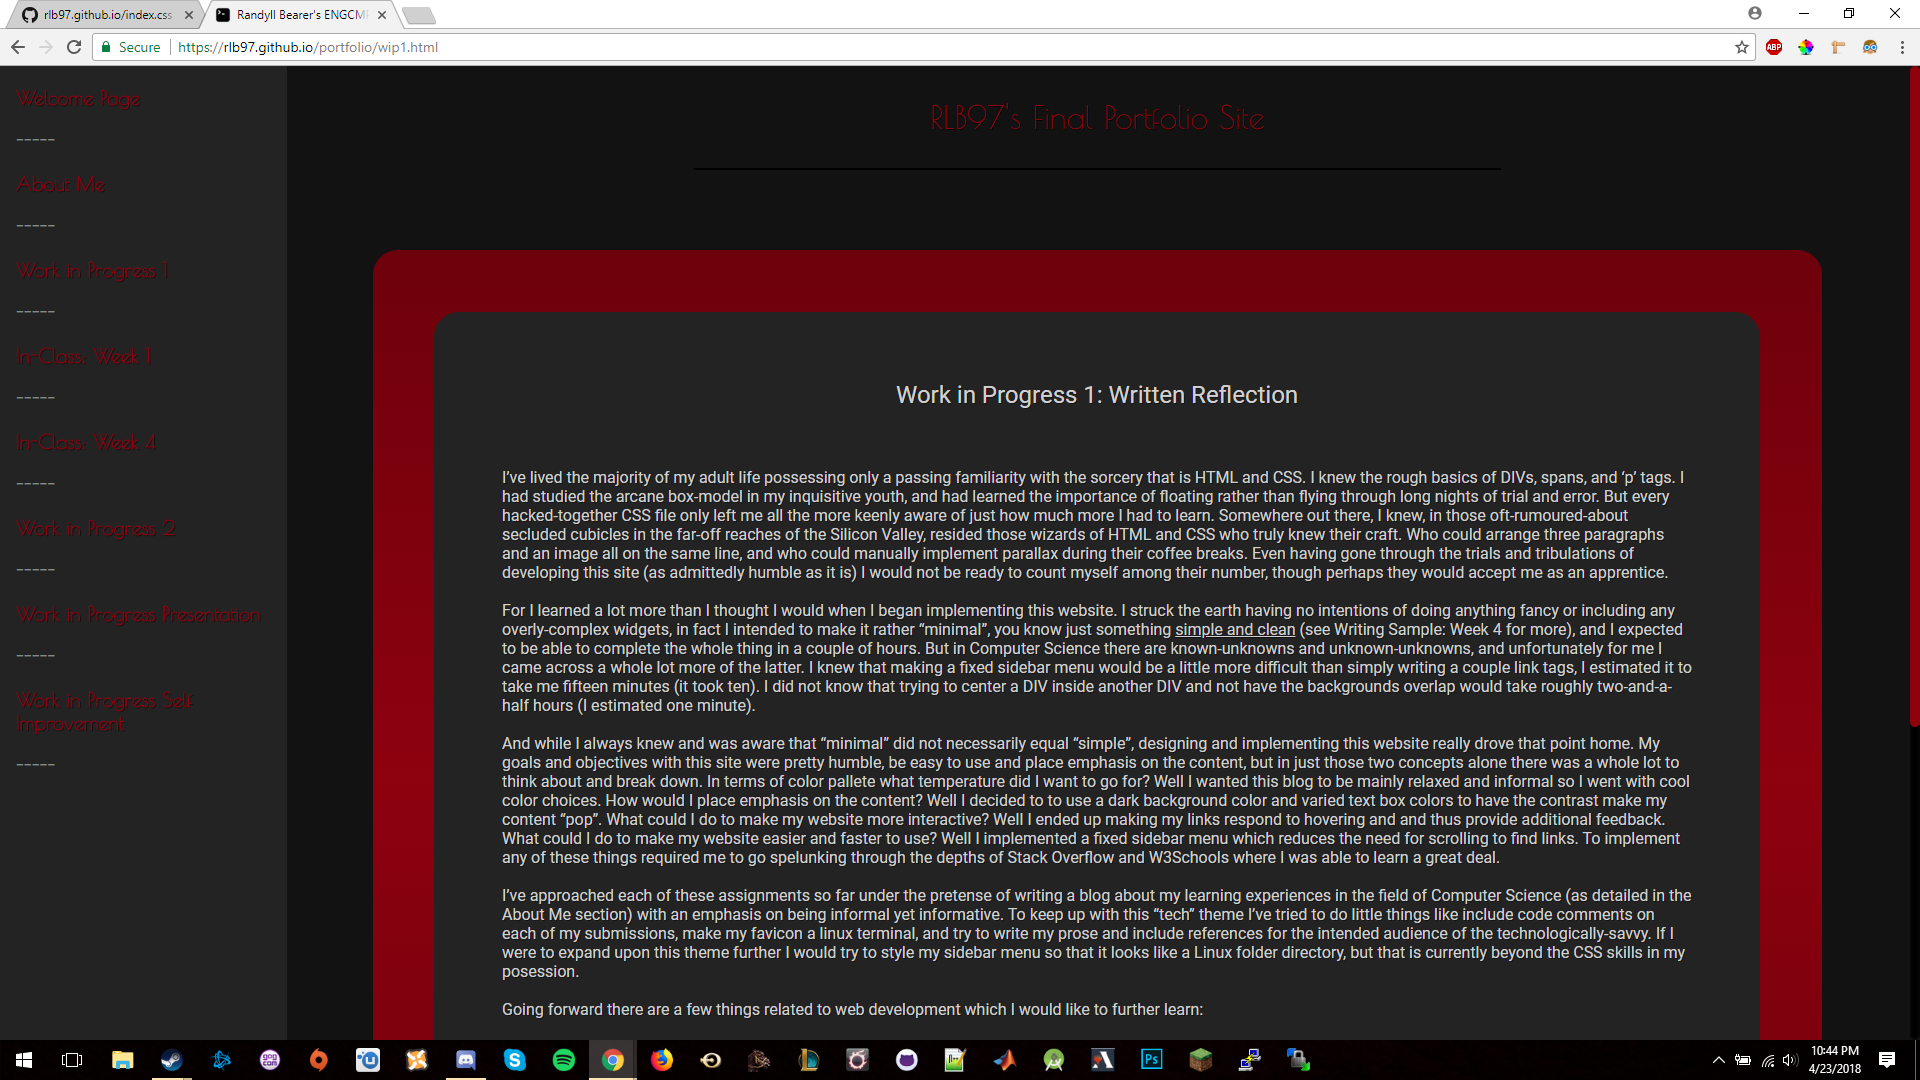 rlb97.github.io/index.css
Randyll Bearer's ENGCMP
Secure
https://rlb97.github.io/portfolio/wip1.html
ABP
Welcome Page
-----
About Me
-----
Work in Progress 1
-----
In-Class: Week 1
-----
In-Class: Week 4
-----
Work in Progress 2
-----
Work in Progress Presentation
-----
Work in Progress Self
Improvement
-----
RLB97's Final Portfolio Site
Work in Progress 1: Written Reflection
I’ve lived the majority of my adult life possessing only a passing familiarity with the sorcery that is HTML and CSS. I knew the rough basics of DIVs, spans, and ‘p’ tags. I
had studied the arcane box-model in my inquisitive youth, and had learned the importance of floating rather than flying through long nights of trial and error. But every
hacked-together CSS file only left me all the more keenly aware of just how much more I had to learn. Somewhere out there, I knew, in those oft-rumoured-about
secluded cubicles in the far-off reaches of the Silicon Valley, resided those wizards of HTML and CSS who truly knew their craft. Who could arrange three paragraphs
and an image all on the same line, and who could manually implement parallax during their coffee breaks. Even having gone through the trials and tribulations of
developing this site (as admittedly humble as it is) I would not be ready to count myself among their number, though perhaps they would accept me as an apprentice.
For I learned a lot more than I thought I would when I began implementing this website. I struck the earth having no intentions of doing anything fancy or including any
overly-complex widgets, in fact I intended to make it rather “minimal”, you know just something simple and clean (see Writing Sample: Week 4 for more), and I expected
to be able to complete the whole thing in a couple of hours. But in Computer Science there are known-unknowns and unknown-unknowns, and unfortunately for me I
came across a whole lot more of the latter. I knew that making a fixed sidebar menu would be a little more difficult than simply writing a couple link tags, I estimated it to
take me fifteen minutes (it took ten). I did not know that trying to center a DIV inside another DIV and not have the backgrounds overlap would take roughly two-and-a-
half hours (I estimated one minute).
And while I always knew and was aware that “minimal” did not necessarily equal “simple”, designing and implementing this website really drove that point home. My
goals and objectives with this site were pretty humble, be easy to use and place emphasis on the content, but in just those two concepts alone there was a whole lot to
think about and break down. In terms of color pallete what temperature did I want to go for? Well I wanted this blog to be mainly relaxed and informal so I went with cool
color choices. How would I place emphasis on the content? Well I decided to to use a dark background color and varied text box colors to have the contrast make my
content “pop”. What could I do to make my website more interactive? Well I ended up making my links respond to hovering and and thus provide additional feedback.
What could I do to make my website easier and faster to use? Well I implemented a fixed sidebar menu which reduces the need for scrolling to find links. To implement
any of these things required me to go spelunking through the depths of Stack Overflow and W3Schools where I was able to learn a great deal.
I’ve approached each of these assignments so far under the pretense of writing a blog about my learning experiences in the field of Computer Science (as detailed in the
About Me section) with an emphasis on being informal yet informative. To keep up with this “tech” theme I’ve tried to do little things like include code comments on
each of my submissions, make my favicon a linux terminal, and try to write my prose and include references for the intended audience of the technologically-savvy. If I
were to expand upon this theme further I would try to style my sidebar menu so that it looks like a Linux folder directory, but that is currently beyond the CSS skills in my
posession.
Going forward there are a few things related to web development which I would like to further learn:
10:44 PM
4/23/2018